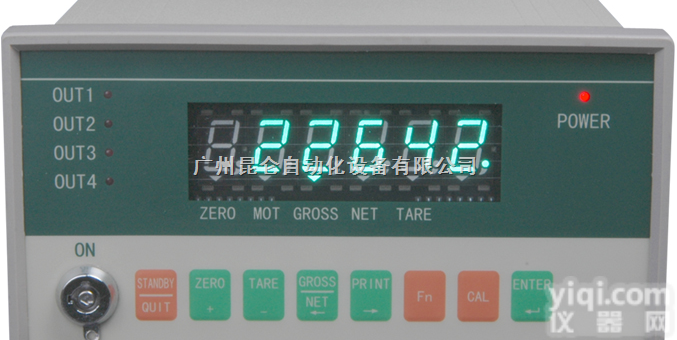 OUT1
OUT2
OUT3
OUT4
22642.
POWER
广州昆仑自动化设备有限公司
ZERO MOT GROSS NET TARE
ON
STANDBY
QUIT
ZERO
+
TARE
-
GROSS
NET
←
PRINT
→
Fn
CAL
ENTER
↵
yiqi.com
仪器网